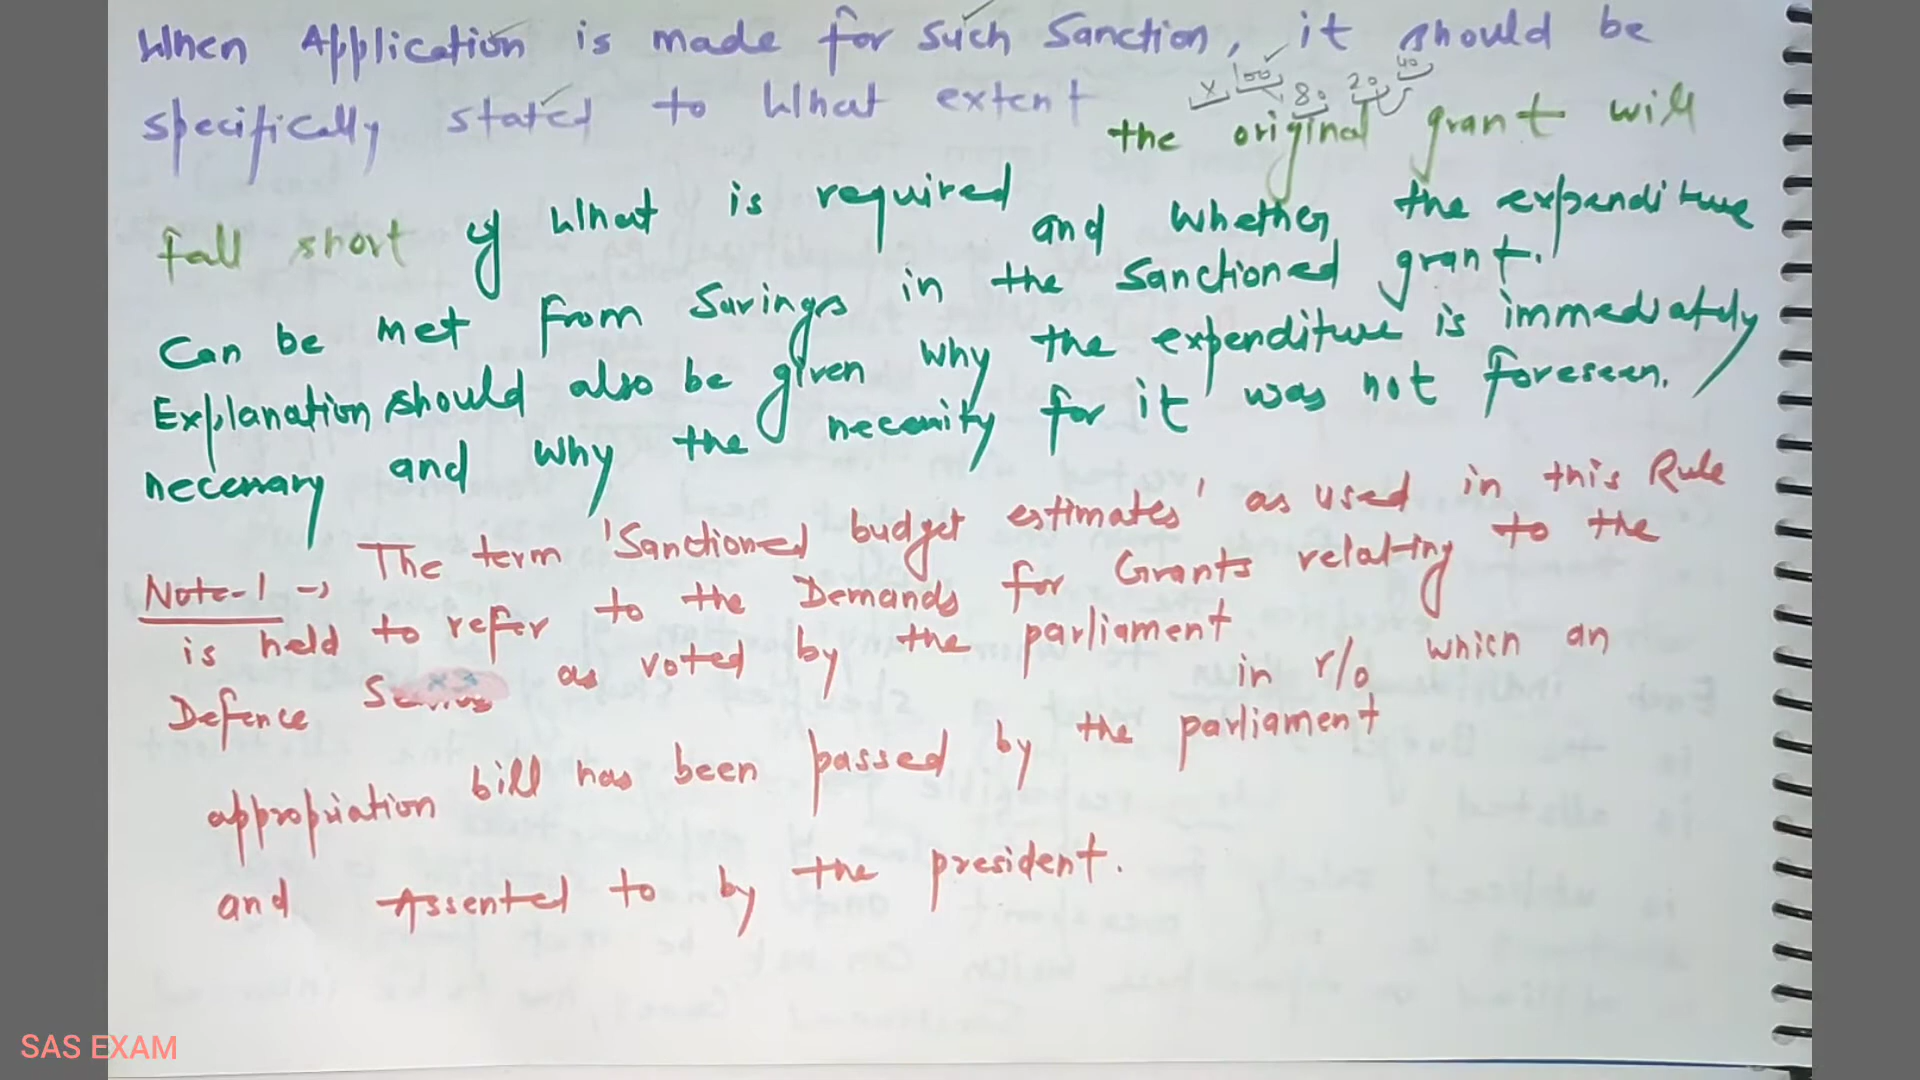 When Application is made for such Sanction, it should be
x 100 80 20 40
specifically stated to what extent the original grant will
fall short of what is required and whether the expenditure
can be met from Savings in the Sanctioned grant.
Explanation should also be given why the expenditure is immediately
necessary and why the necessity for it was not foreseen.
Note-1 → The term 'Sanctioned budget estimates' as used in this Rule
is held to refer to the Demands for Grants relating to the
Defence as voted by the parliament in r/o which an
appropriation bill has been passed by the parliament
and Assented to by the president.
SAS EXAM